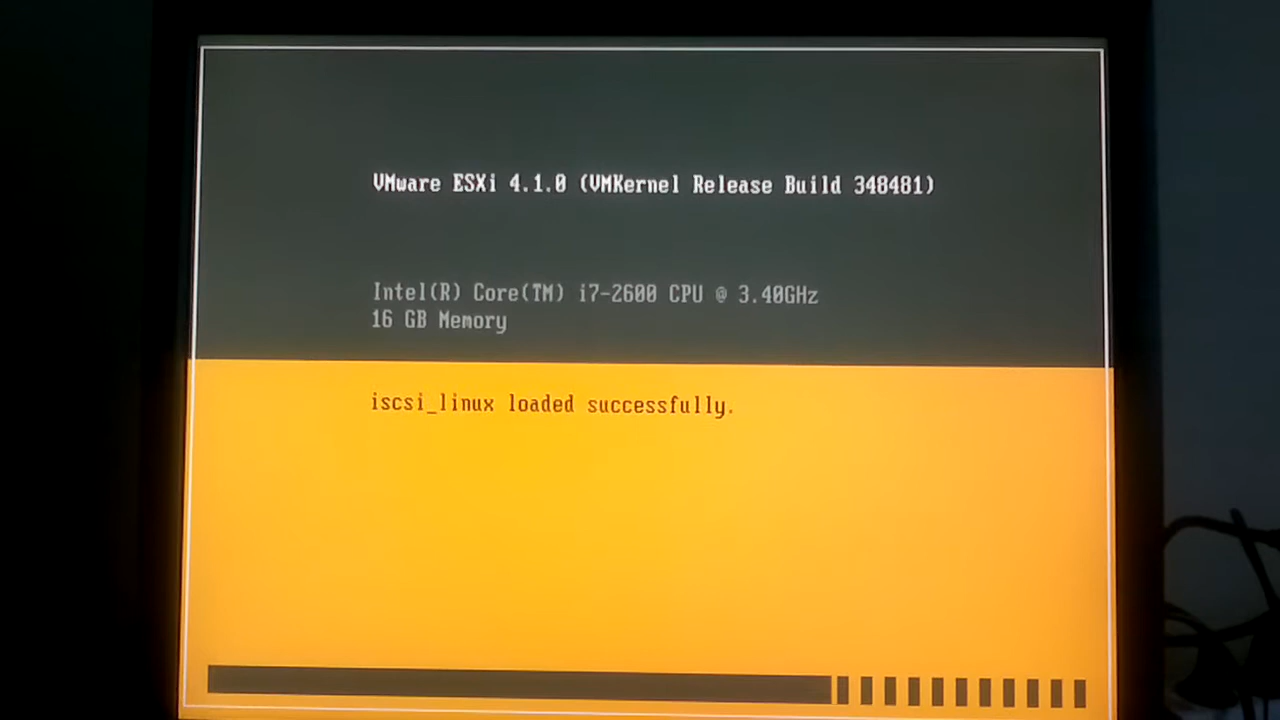 VMware ESXi 4.1.0 (VMKernel Release Build 348481)
Intel(R) Core(TM) i7-2600 CPU @ 3.40GHz
16 GB Memory
iscsi_linux loaded successfully.